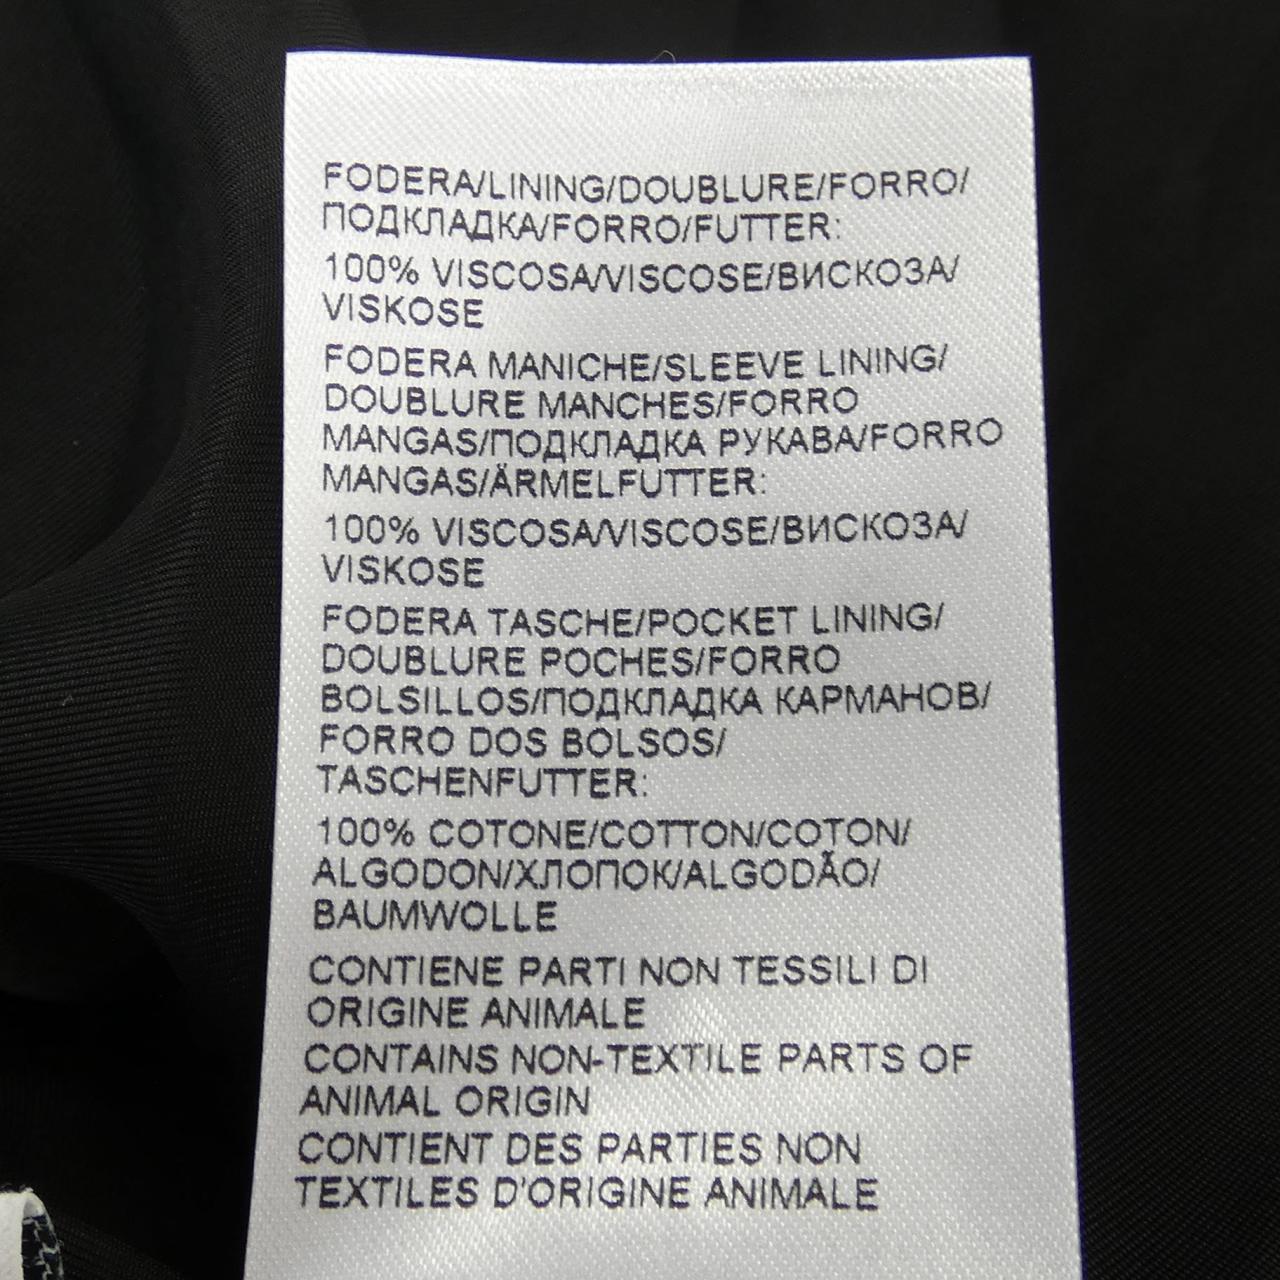 FODERA/LINING/DOUBLURE/FORRO/
ПОДКЛАДКА/FORRO/FUTTER:
100% VISCOSA/VISCOSE/ВИСКОЗА/
VISKOSE
FODERA MANICHE/SLEEVE LINING/
DOUBLURE MANCHES/FORRO
MANGAS/ПОДКЛАДКА РУКАВА/FORRO
MANGAS/ÄRMELFUTTER:
100% VISCOSA/VISCOSE/ВИСКОЗА/
VISKOSE
FODERA TASCHE/POCKET LINING/
DOUBLURE POCHES/FORRO
BOLSILLOS/ПОДКЛАДКА КАРМАНОВ/
FORRO DOS BOLSOS/
TASCHENFUTTER:
100% COTONE/COTTON/COTON/
ALGODON/ХЛОПОК/ALGODÃO/
BAUMWOLLE
CONTIENE PARTI NON TESSILI DI
ORIGINE ANIMALE
CONTAINS NON-TEXTILE PARTS OF
ANIMAL ORIGIN
CONTIENT DES PARTIES NON
TEXTILES D'ORIGINE ANIMALE